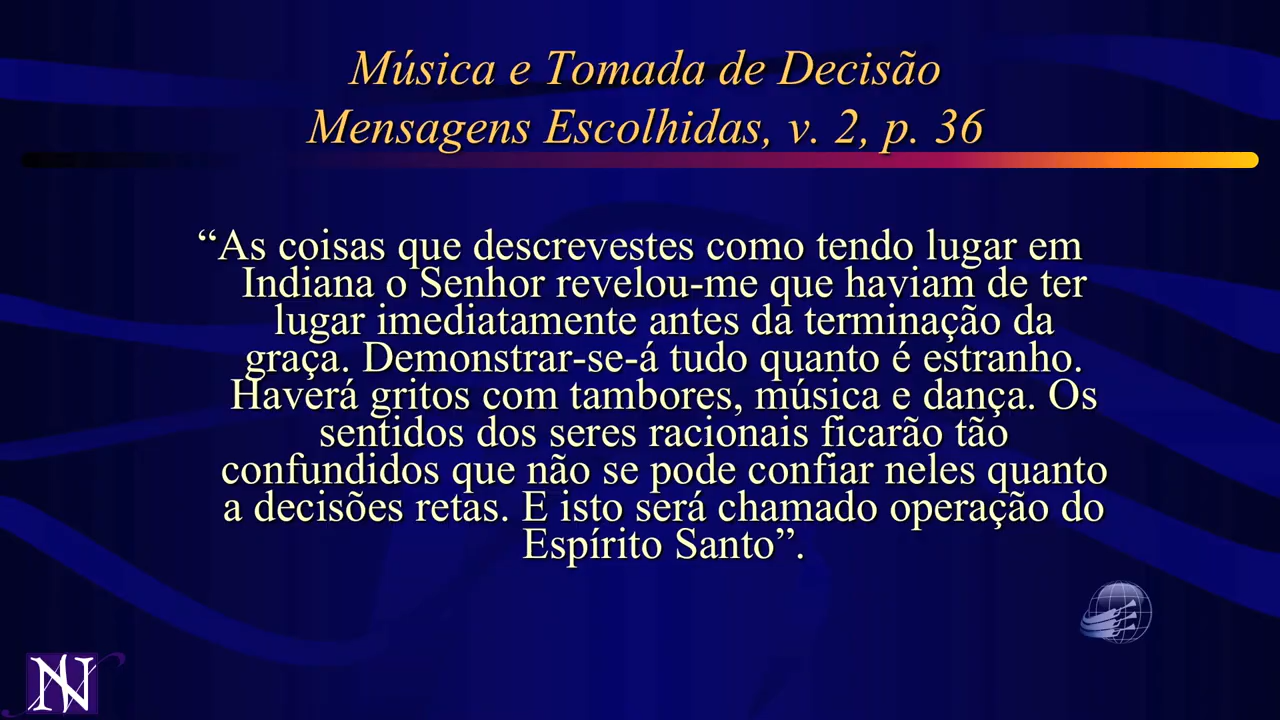 Música e Tomada de Decisão
Mensagens Escolhidas, v. 2, p. 36
“As coisas que descrevestes como tendo lugar em
Indiana o Senhor revelou-me que haviam de ter
lugar imediatamente antes da terminação da
graça. Demonstrar-se-á tudo quanto é estranho.
Haverá gritos com tambores, música e dança. Os
sentidos dos seres racionais ficarão tão
confundidos que não se pode confiar neles quanto
a decisões retas. E isto será chamado operação do
Espírito Santo”.
N